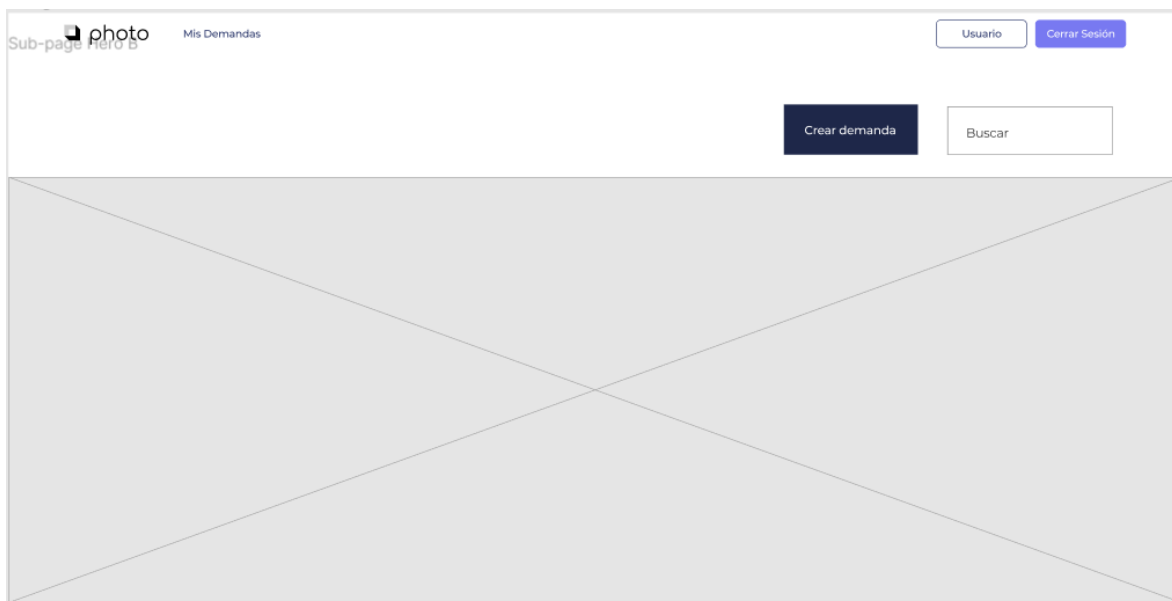 photo
Mis Demandas
Usuario
Cerrar Sesión
Sub-page Hero B
Crear demanda
Buscar